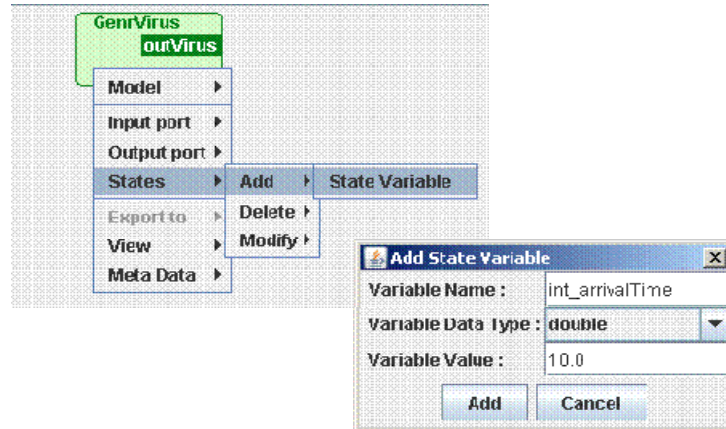 GenrVirus
outVirus
Model
Input port
Output port
States
Add
State Variable
Delete
Modify
Export to
View
Meta Data
Add State Variable
Variable Name :
int_arrivalTime
Variable Data Type :
double
Variable Value :
10.0
Add
Cancel